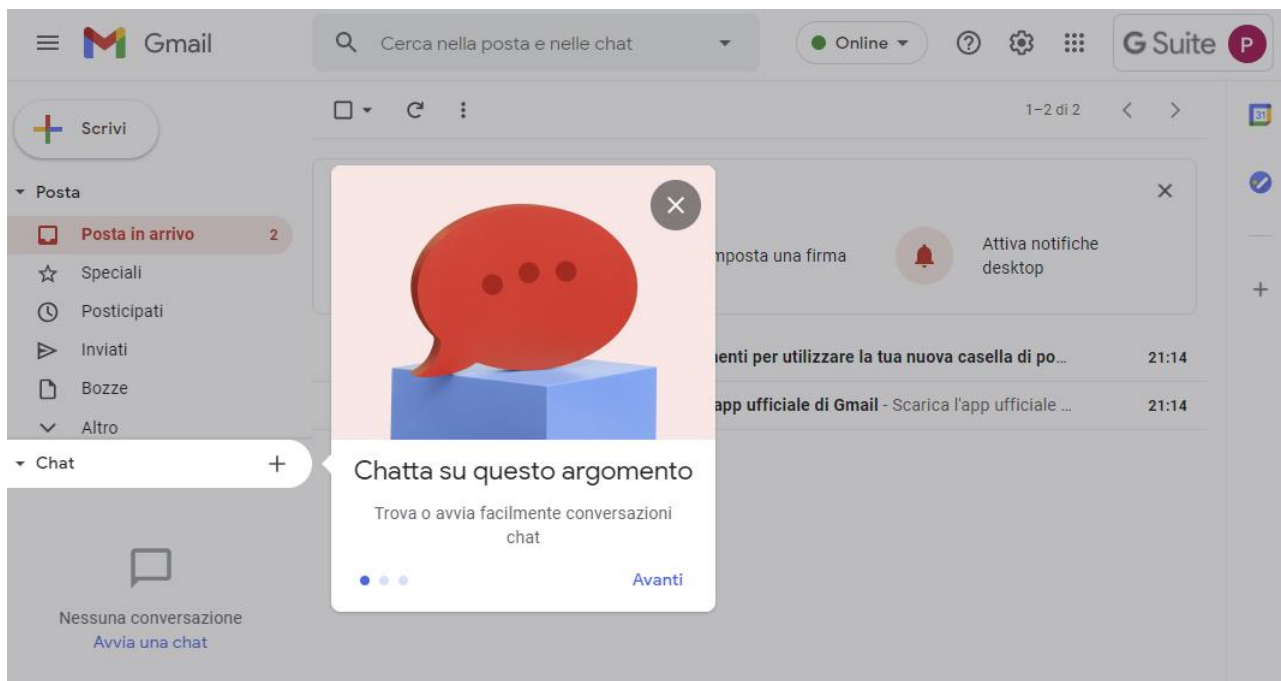 Gmail
Cerca nella posta e nelle chat
Online
G Suite
P
Scrivi
1–2 di 2
31
Posta
Posta in arrivo 2
Speciali
Posticipati
Inviati
Bozze
Altro
Chat
Nessuna conversazione
Avvia una chat
una firma
Attiva notifiche
desktop
per utilizzare la tua nuova casella di po… 21:14
app ufficiale di Gmail - Scarica l'app ufficiale … 21:14
Chatta su questo argomento
Trova o avvia facilmente conversazioni
chat
Avanti